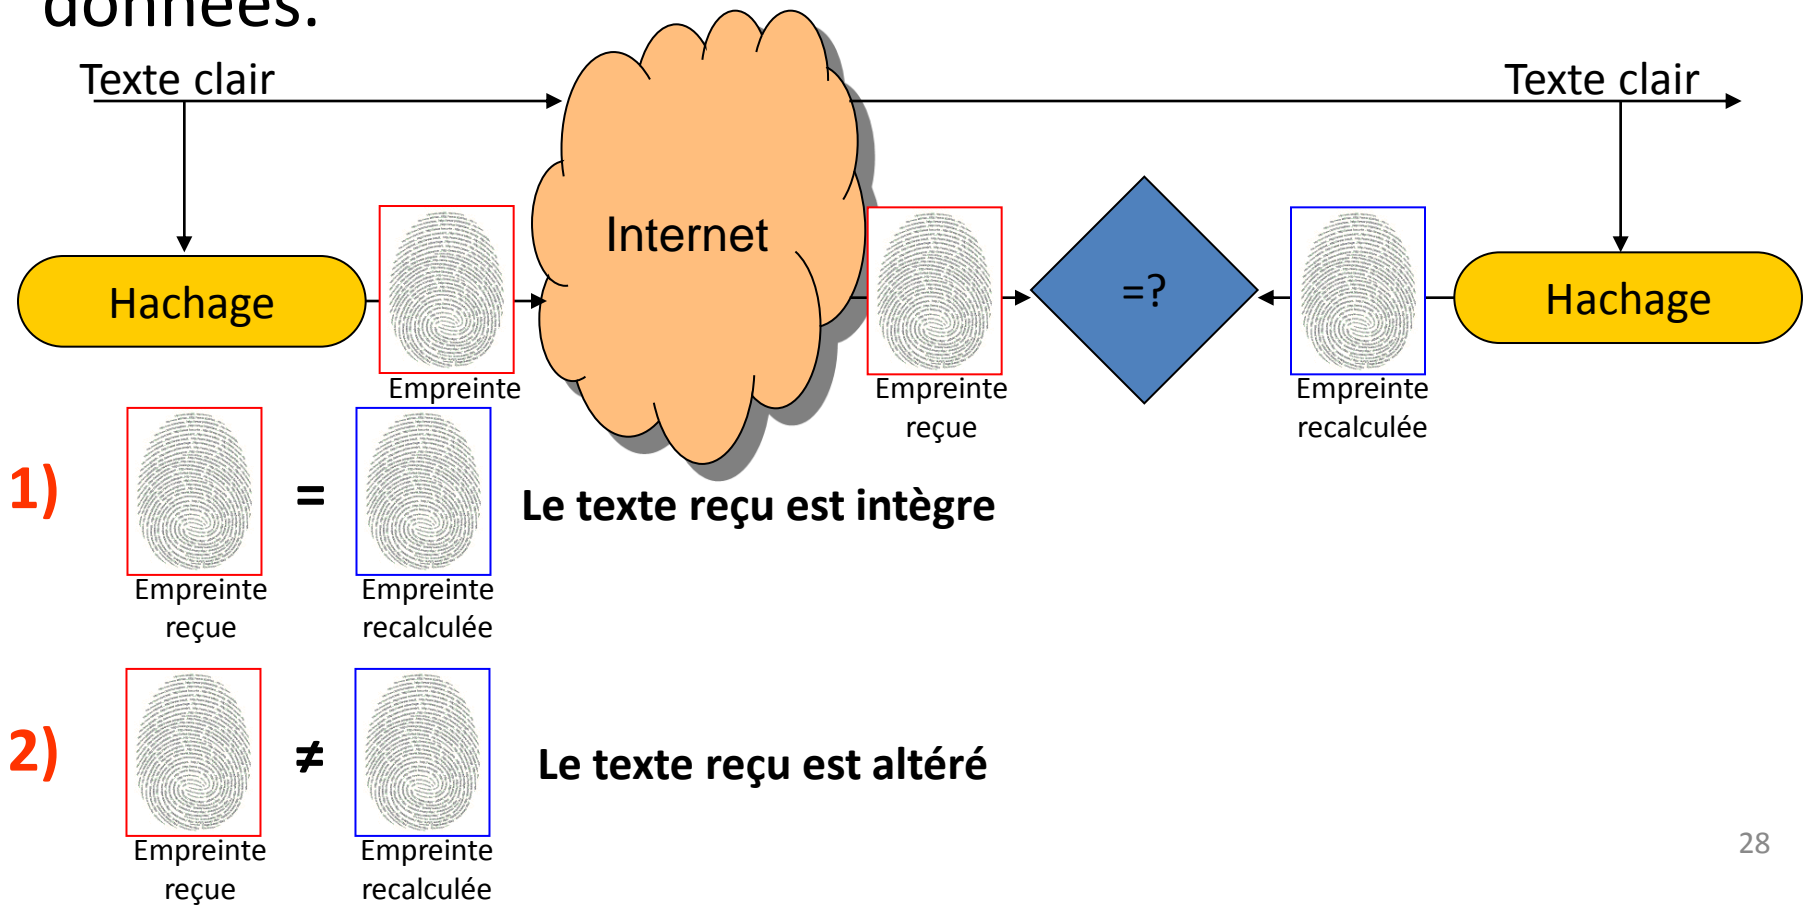 données.
Texte clair
Texte clair
Internet
=?
Hachage
Hachage
Empreinte
Empreinte
reçue
Empreinte
recalculée
1)
=
Le texte reçu est intègre
Empreinte
reçue
Empreinte
recalculée
2)
≠
Le texte reçu est altéré
Empreinte
reçue
Empreinte
recalculée
28